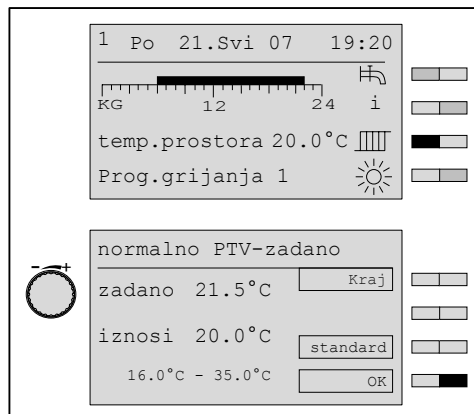 1 Po 21.Svi 07 19:20
KG 12 24 i
temp.prostora 20.0°C
Prog.grijanja 1
- +
normalno PTV-zadano
Kraj
zadano 21.5°C
iznosi 20.0°C
standard
16.0°C - 35.0°C OK